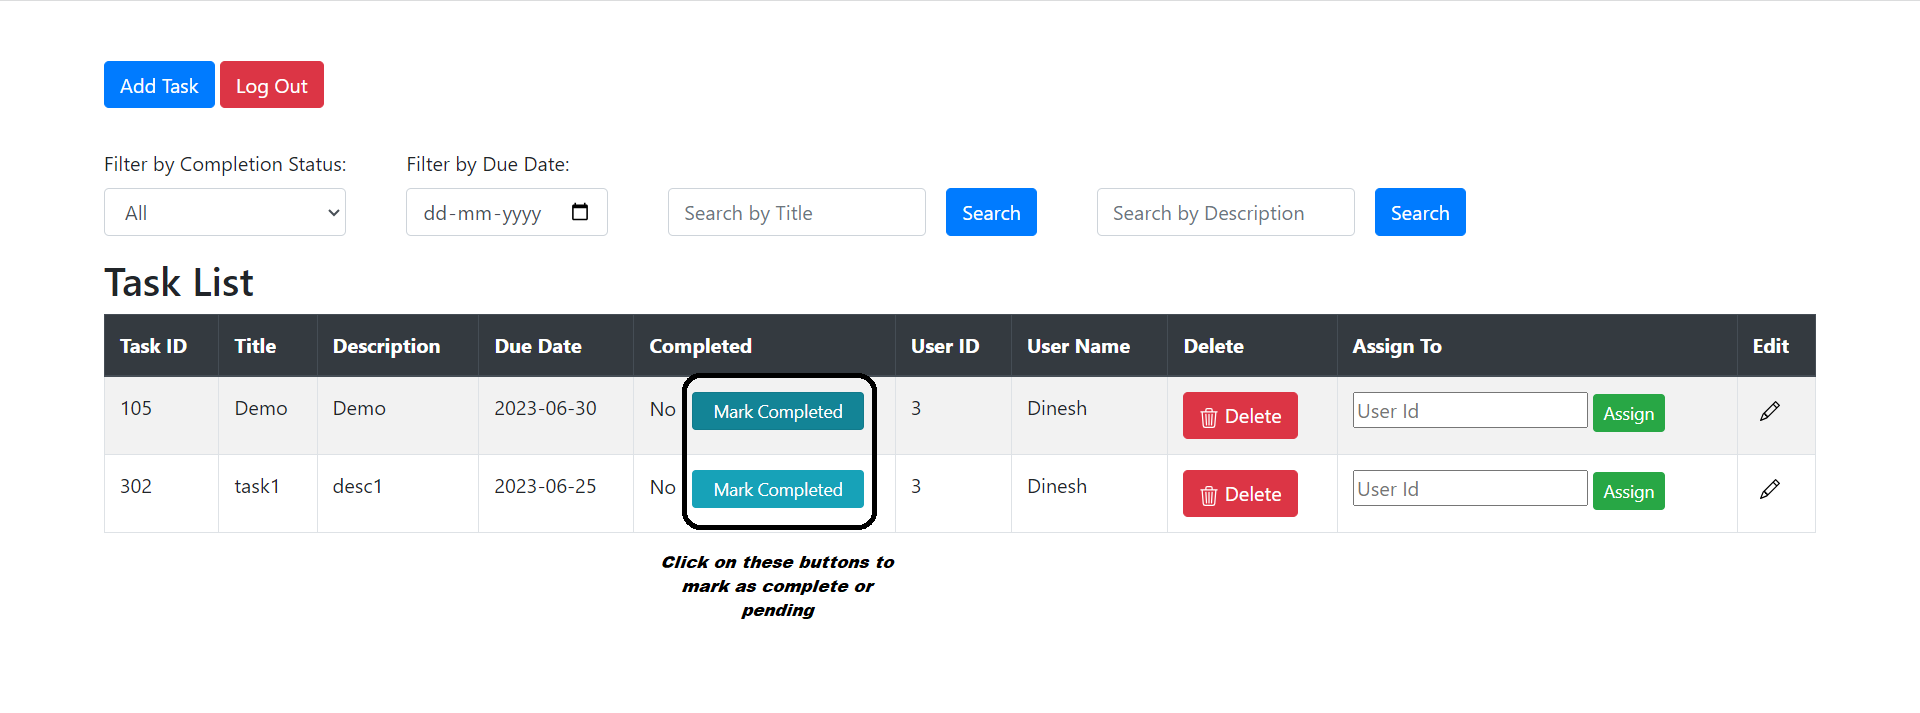 Add Task Log Out
Filter by Completion Status: Filter by Due Date:
All dd-mm-yyyy Search by Title Search Search by Description Search
Task List
Task ID Title Description Due Date Completed User ID User Name Delete Assign To Edit
105 Demo Demo 2023-06-30 No Mark Completed 3 Dinesh Delete User Id Assign
302 task1 desc1 2023-06-25 No Mark Completed 3 Dinesh Delete User Id Assign
Click on these buttons to
mark as complete or
pending